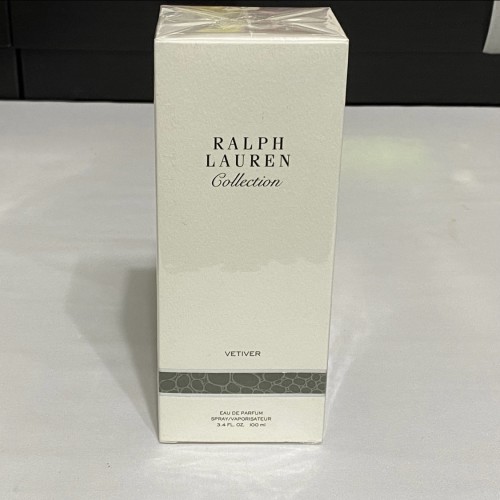 RALPH
LAUREN
Collection
VETIVER
EAU DE PARFUM
SPRAY/VAPORISATEUR
3.4 FL. OZ. 100 ml